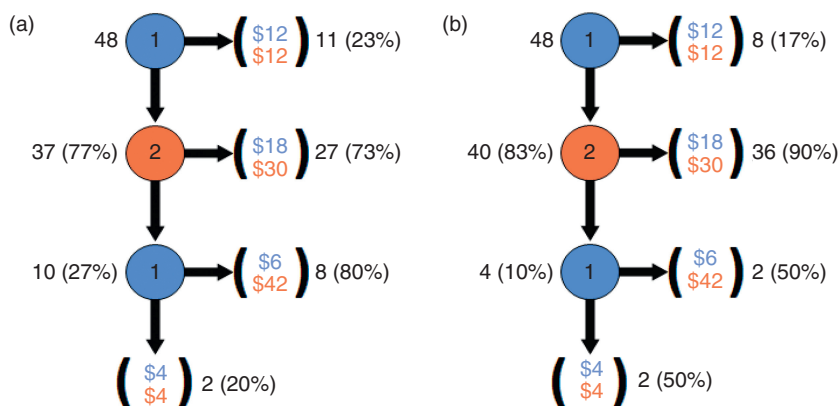 (a)
48 1 $12 11 (23%)
$12
37 (77%) 2 $18 27 (73%)
$30
10 (27%) 1 $6 8 (80%)
$42
$4 2 (20%)
$4
(b)
48 1 $12 8 (17%)
$12
40 (83%) 2 $18 36 (90%)
$30
4 (10%) 1 $6 2 (50%)
$42
$4 2 (50%)
$4